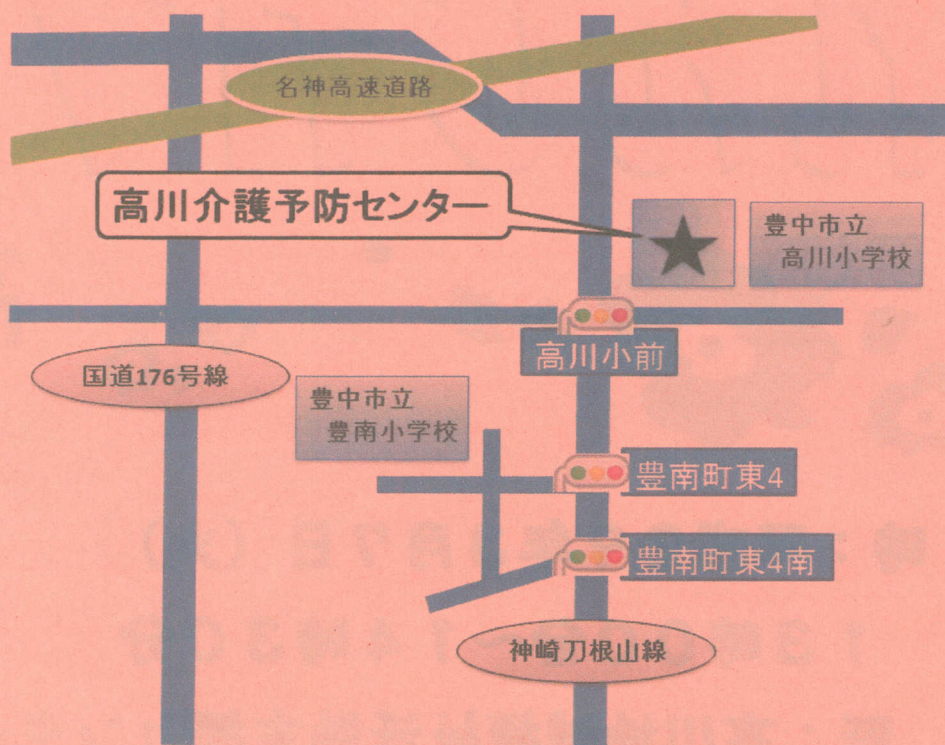 名神高速道路
高川介護予防センター
豊中市立
高川小学校
高川小前
国道176号線
豊中市立
豊南小学校
豊南町東4
豊南町東4南
神崎刀根山線